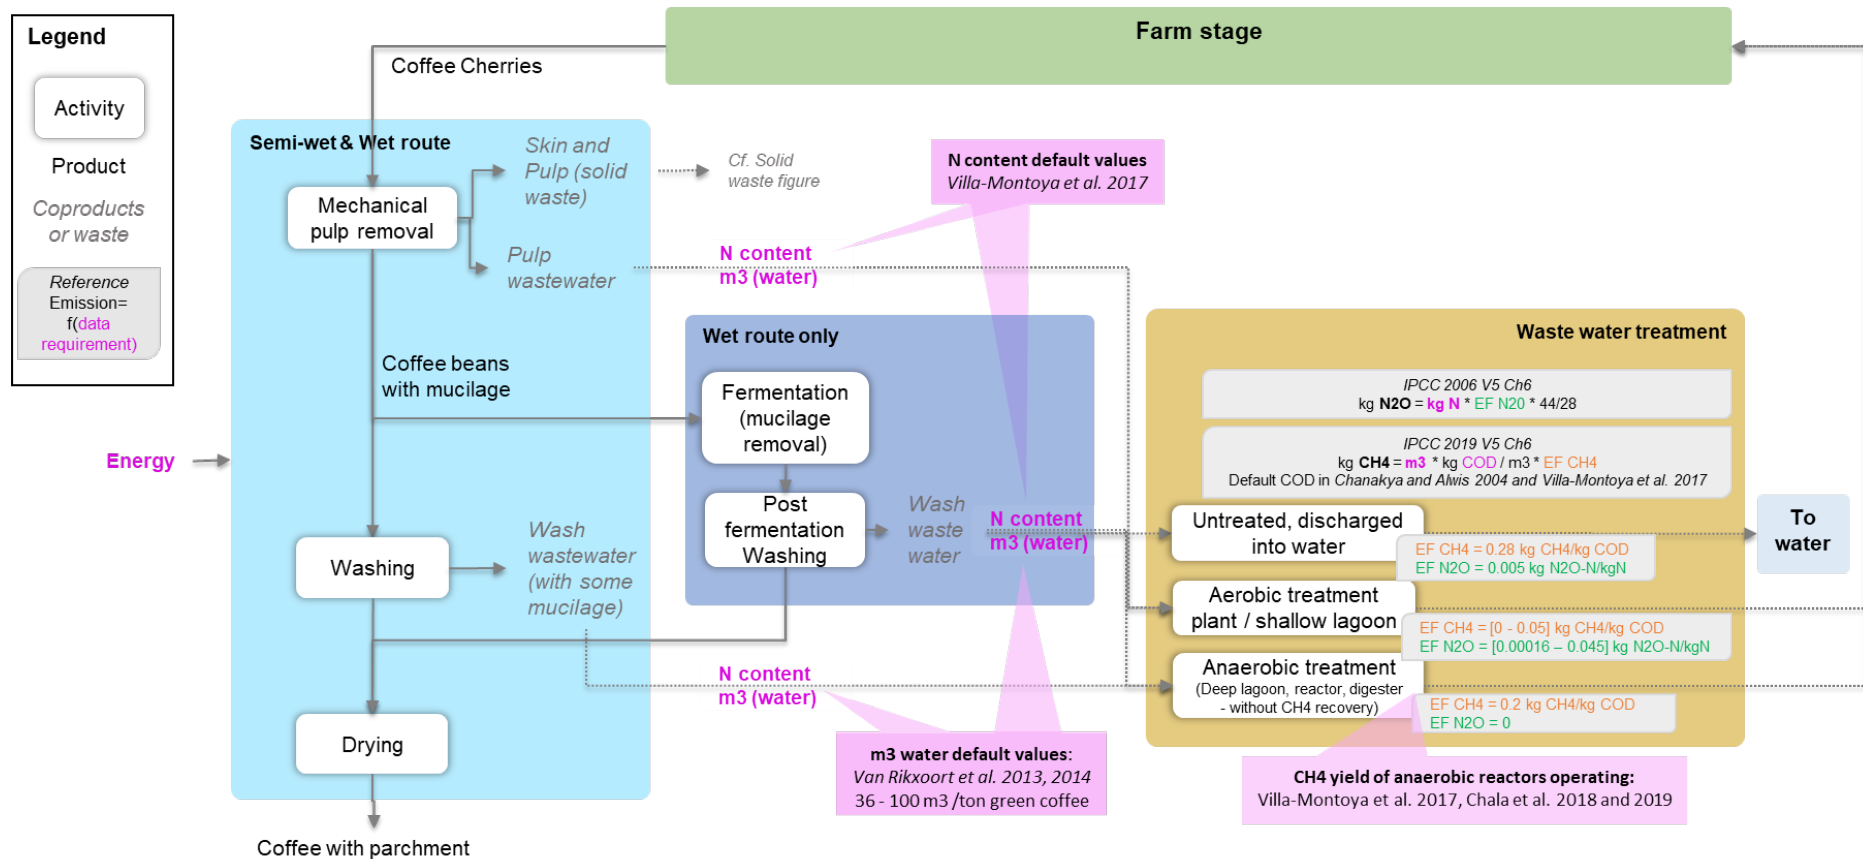 Legend
Activity
Product
Coproducts
or waste
Reference
Emission=
f(data
requirement)
Farm stage
Coffee Cherries
Semi-wet & Wet route
Mechanical
pulp removal
Skin and
Pulp (solid
waste)
Cf. Solid
waste figure
Pulp
wastewater
N content
m3 (water)
N content default values
Villa-Montoya et al. 2017
Coffee beans
with mucilage
Energy
Wet route only
Fermentation
(mucilage
removal)
Post
fermentation
Washing
Wash
waste
water
N content
m3 (water)
Washing
Wash
wastewater
(with some
mucilage)
N content
m3 (water)
Drying
Coffee with parchment
m3 water default values:
Van Rikxoort et al. 2013, 2014
36 - 100 m3 /ton green coffee
Waste water treatment
IPCC 2006 V5 Ch6
kg N2O = kg N * EF N20 * 44/28
IPCC 2019 V5 Ch6
kg CH4 = m3 * kg COD / m3 * EF CH4
Default COD in Chanakya and Alwis 2004 and Villa-Montoya et al. 2017
Untreated, discharged
into water
EF CH4 = 0.28 kg CH4/kg COD
EF N2O = 0.005 kg N2O-N/kgN
To
water
Aerobic treatment
plant / shallow lagoon
EF CH4 = [0 - 0.05] kg CH4/kg COD
EF N2O = [0.00016 – 0.045] kg N2O-N/kgN
Anaerobic treatment
(Deep lagoon, reactor, digester
- without CH4 recovery)
EF CH4 = 0.2 kg CH4/kg COD
EF N2O = 0
CH4 yield of anaerobic reactors operating:
Villa-Montoya et al. 2017, Chala et al. 2018 and 2019